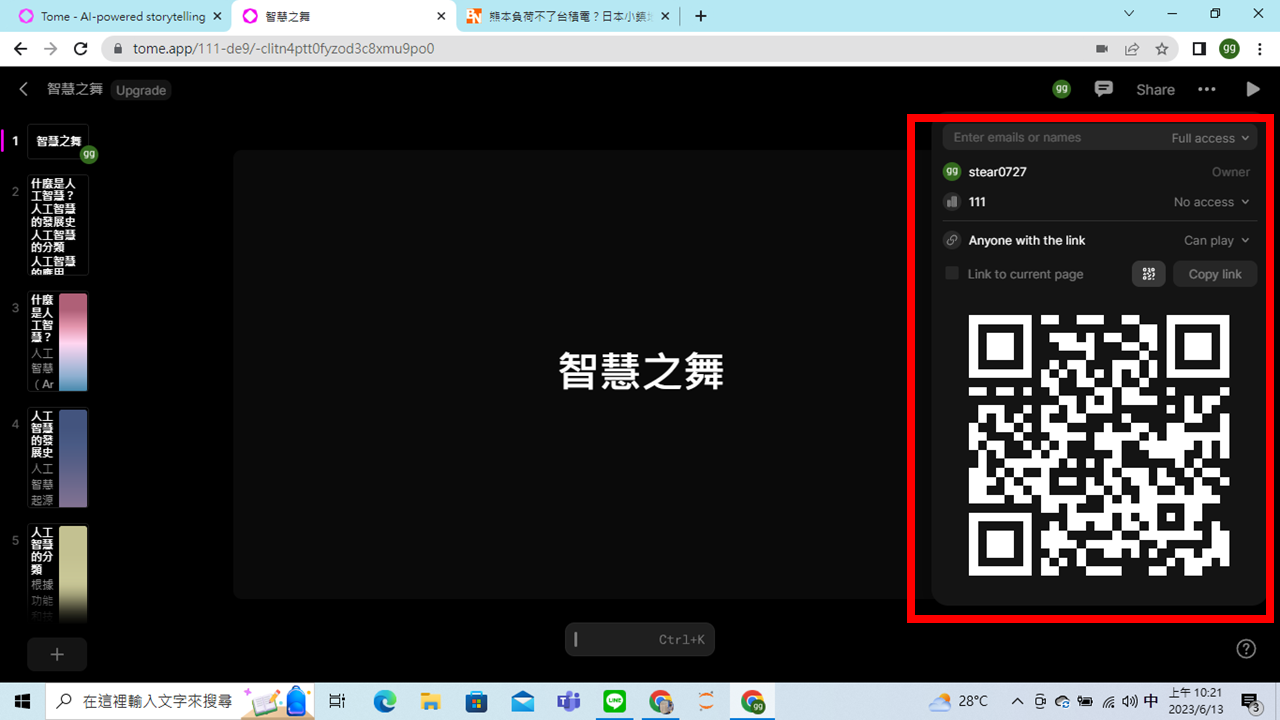 Tome - AI-powered storytelling
智慧之舞
熊本負荷不了台積電？日本小鎮
tome.app/111-de9/-clitn4ptt0fyzod3c8xmu9po0
gg
智慧之舞
Upgrade
gg
Share
1
智慧之舞
gg
2
什麼是人
工智慧？
人工智慧
的發展史
人工智慧
的分類
人工智慧
的應用
3
什麼
是人
工智
慧？
人工
智慧
（Ar
4
人工
智慧
的發
展史
人工
智慧
起源
5
人工
智慧
的分
類
根據
功能
智慧之舞
Ctrl+K
Enter emails or names
Full access
gg
stear0727
Owner
111
No access
Anyone with the link
Can play
Link to current page
Copy link
在這裡輸入文字來搜尋
LINE
gg
28°C
中
上午 10:21
2023/6/13
3